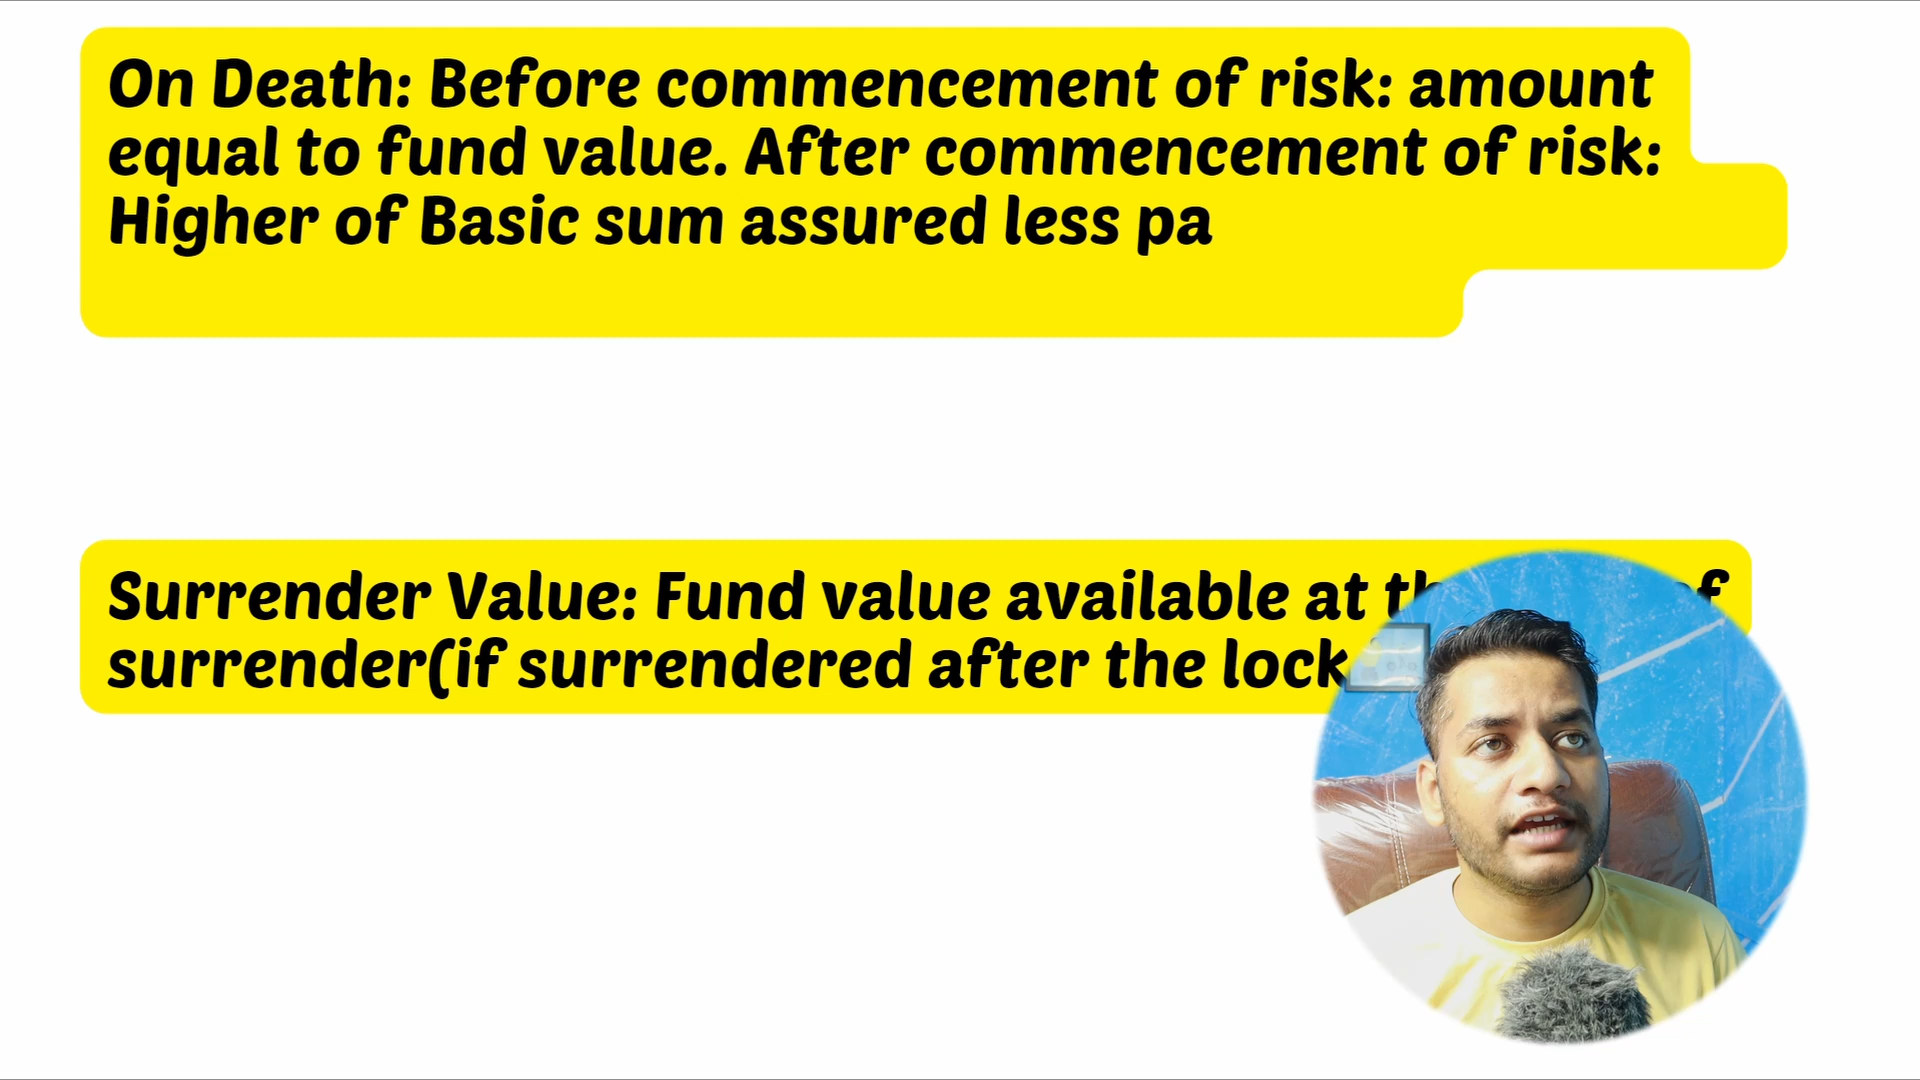 On Death: Before commencement of risk: amount
equal to fund value. After commencement of risk:
Higher of Basic sum assured less pa
Surrender Value: Fund value available at of
surrender(if surrendered after the lock